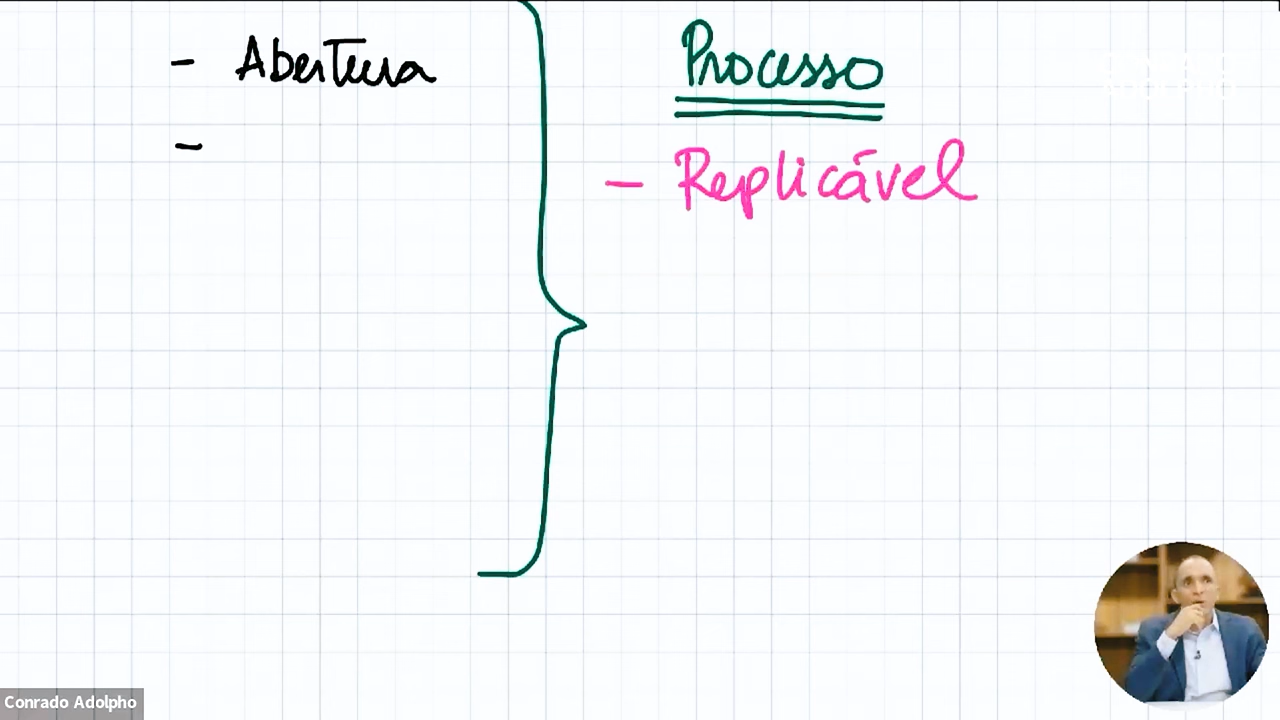 - Abertura
-
Processo
- Replicável
Conrado Adolpho